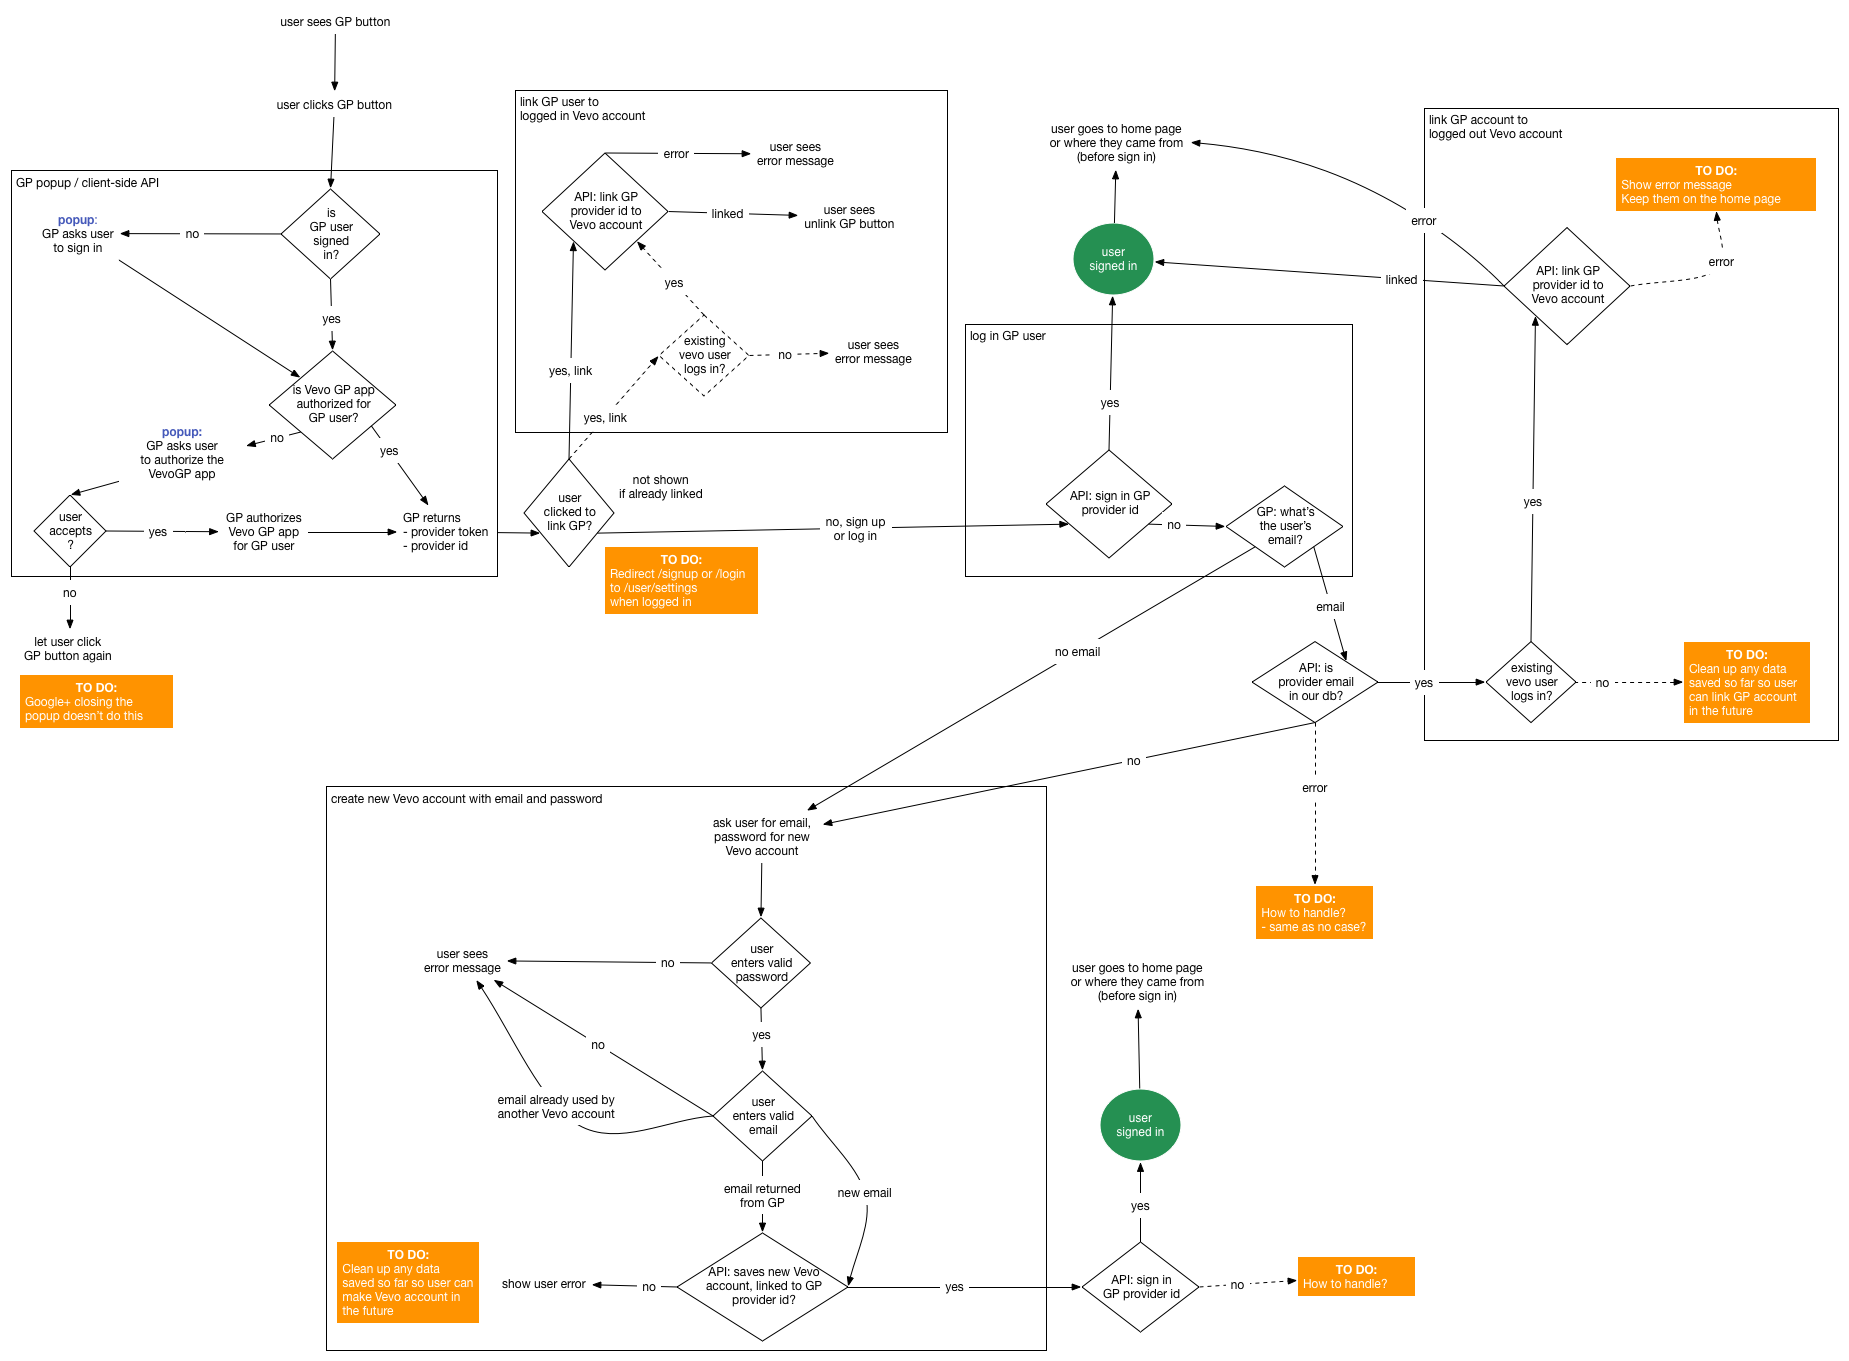 user sees GP button
user clicks GP button
GP popup / client-side API
is
GP user
signed
in?
no
popup:
GP asks user
to sign in
yes
is Vevo GP app
authorized for
GP user?
no
popup:
GP asks user
to authorize the
VevoGP app
yes
user
accepts
?
yes
GP authorizes
Vevo GP app
for GP user
GP returns
- provider token
- provider id
no
let user click
GP button again
TO DO:
Google+ closing the
popup doesn't do this
link GP user to
logged in Vevo account
API: link GP
provider id to
Vevo account
error
user sees
error message
linked
user sees
unlink GP button
yes
existing
vevo user
logs in?
no
user sees
error message
yes, link
yes, link
user
clicked to
link GP?
not shown
if already linked
TO DO:
Redirect /signup or /login
to /user/settings
when logged in
no, sign up
or log in
user goes to home page
or where they came from
(before sign in)
user
signed in
log in GP user
yes
API: sign in GP
provider id
no
GP: what's
the user's
email?
no email
email
API: is
provider email
in our db?
yes
no
error
TO DO:
How to handle?
- same as no case?
link GP account to
logged out Vevo account
TO DO:
Show error message
Keep them on the home page
error
error
linked
API: link GP
provider id to
Vevo account
yes
existing
vevo user
logs in?
no
TO DO:
Clean up any data
saved so far so user
can link GP account
in the future
create new Vevo account with email and password
ask user for email,
password for new
Vevo account
user
enters valid
password
no
user sees
error message
yes
no
user
enters valid
email
email already used by
another Vevo account
email returned
from GP
new email
API: saves new Vevo
account, linked to GP
provider id?
no
show user error
TO DO:
Clean up any data
saved so far so user can
make Vevo account in
the future
yes
API: sign in
GP provider id
no
TO DO:
How to handle?
yes
user
signed in
user goes to home page
or where they came from
(before sign in)